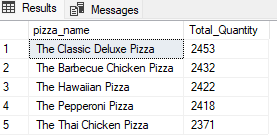 Results Messages
pizza_name Total_Quantity
1 The Classic Deluxe Pizza 2453
2 The Barbecue Chicken Pizza 2432
3 The Hawaiian Pizza 2422
4 The Pepperoni Pizza 2418
5 The Thai Chicken Pizza 2371